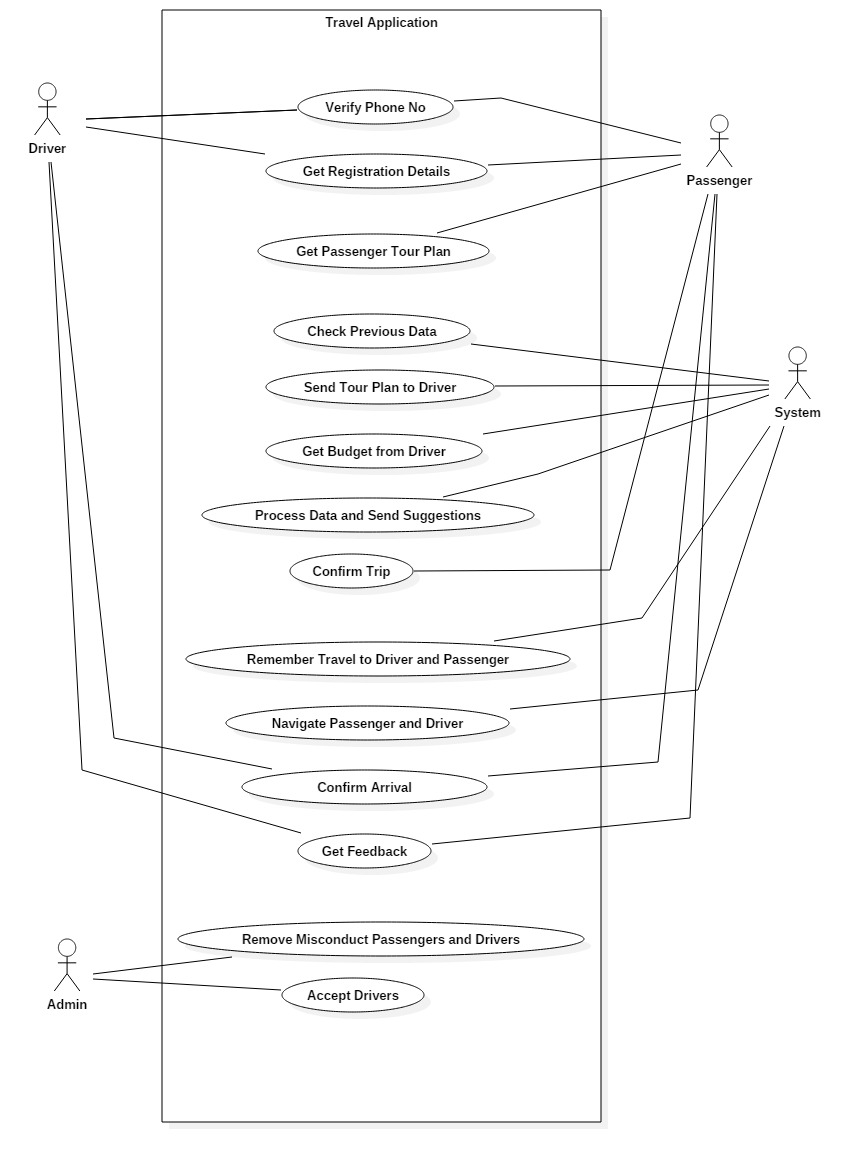 Travel Application
Driver
Verify Phone No
Passenger
Get Registration Details
Get Passenger Tour Plan
Check Previous Data
Send Tour Plan to Driver
System
Get Budget from Driver
Process Data and Send Suggestions
Confirm Trip
Remember Travel to Driver and Passenger
Navigate Passenger and Driver
Confirm Arrival
Get Feedback
Remove Misconduct Passengers and Drivers
Admin
Accept Drivers